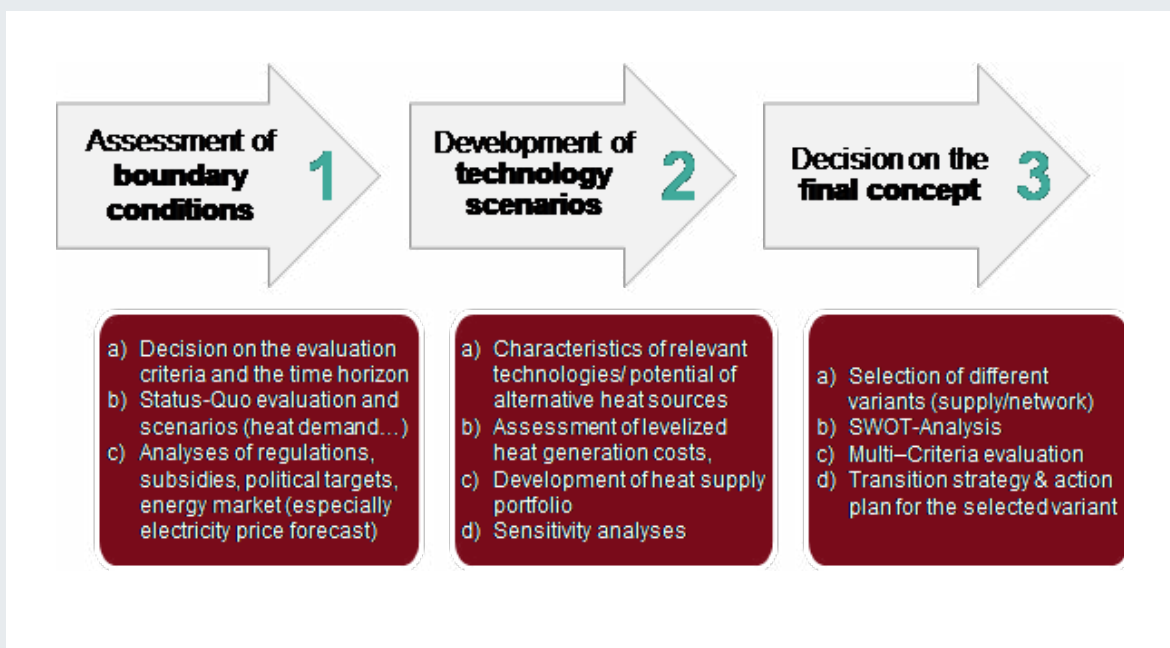 Assessment of
boundary
conditions
1
Development of
technology
scenarios
2
Decision on the
final concept
3
a) Decision on the evaluation
criteria and the time horizon
b) Status-Quo evaluation and
scenarios (heat demand…)
c) Analyses of regulations,
subsidies, political targets,
energy market (especially
electricity price forecast)
a) Characteristics of relevant
technologies/ potential of
alternative heat sources
b) Assessment of levelized
heat generation costs,
c) Development of heat supply
portfolio
d) Sensitivity analyses
a) Selection of different
variants (supply/network)
b) SWOT-Analysis
c) Multi–Criteria evaluation
d) Transition strategy & action
plan for the selected variant